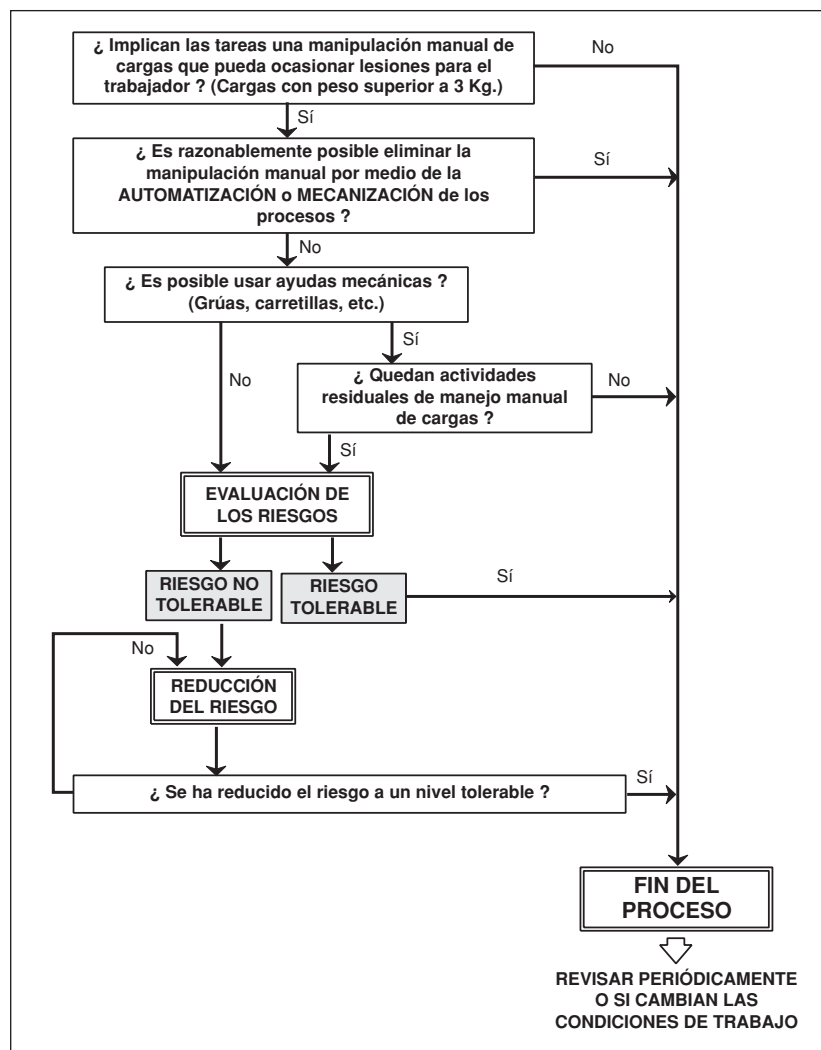 ¿ Implican las tareas una manipulación manual de
cargas que pueda ocasionar lesiones para el
trabajador ? (Cargas con peso superior a 3 Kg.)
No
Sí
¿ Es razonablemente posible eliminar la
manipulación manual por medio de la
AUTOMATIZACIÓN o MECANIZACIÓN de los
procesos ?
Sí
No
¿ Es posible usar ayudas mecánicas ?
(Grúas, carretillas, etc.)
Sí
No
¿ Quedan actividades
residuales de manejo manual
de cargas ?
No
Sí
EVALUACIÓN DE
LOS RIESGOS
RIESGO NO
TOLERABLE
RIESGO
TOLERABLE
Sí
No
REDUCCIÓN
DEL RIESGO
¿ Se ha reducido el riesgo a un nivel tolerable ?
Sí
FIN DEL
PROCESO
REVISAR PERIÓDICAMENTE
O SI CAMBIAN LAS
CONDICIONES DE TRABAJO